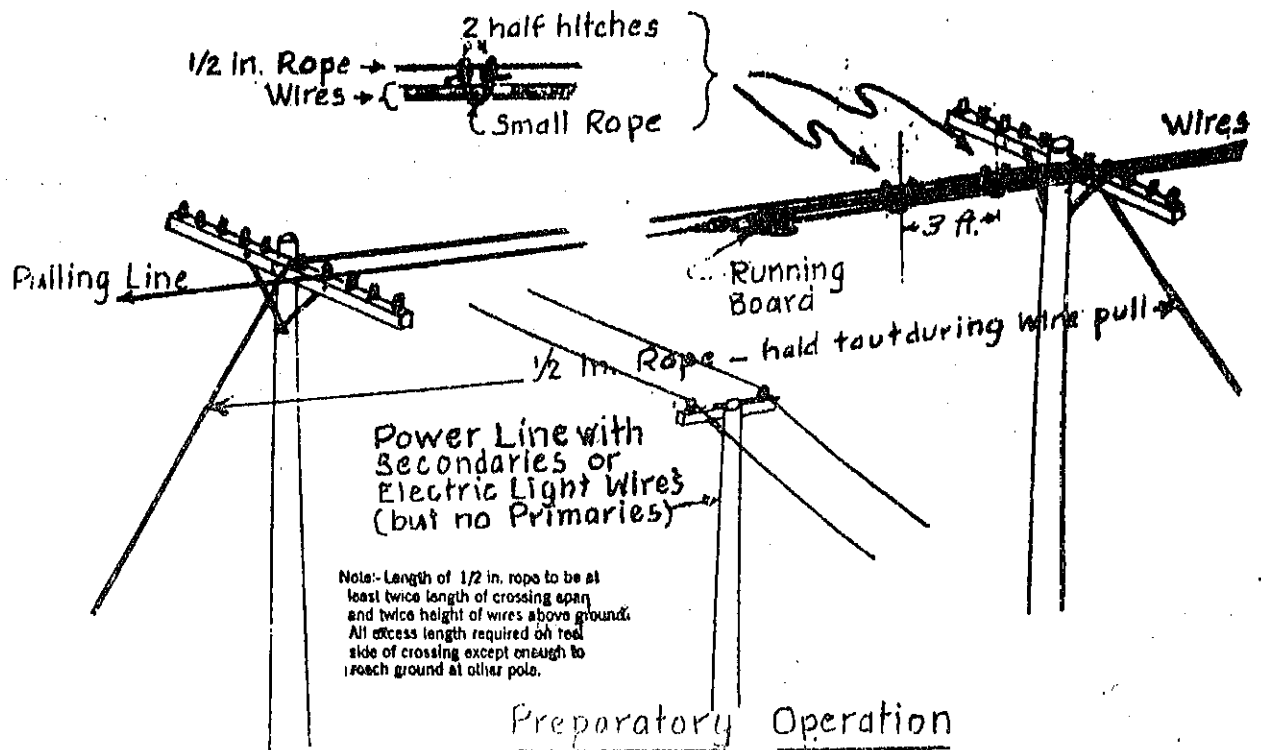 2 half hitches
1/2 in. Rope
Wires
Small Rope
Wires
3 ft.
Pulling Line
Running
Board
1/2 in. Rope – hald taut during wire pull
Power Line with
Secondaries or
Electric Light Wires
(but no Primaries)
Note:- Length of 1/2 in. rope to be at
least twice length of crossing span
and twice height of wires above ground.
All excess length required on reel
side of crossing except enough to
reach ground at other pole.
Preparatory Operation